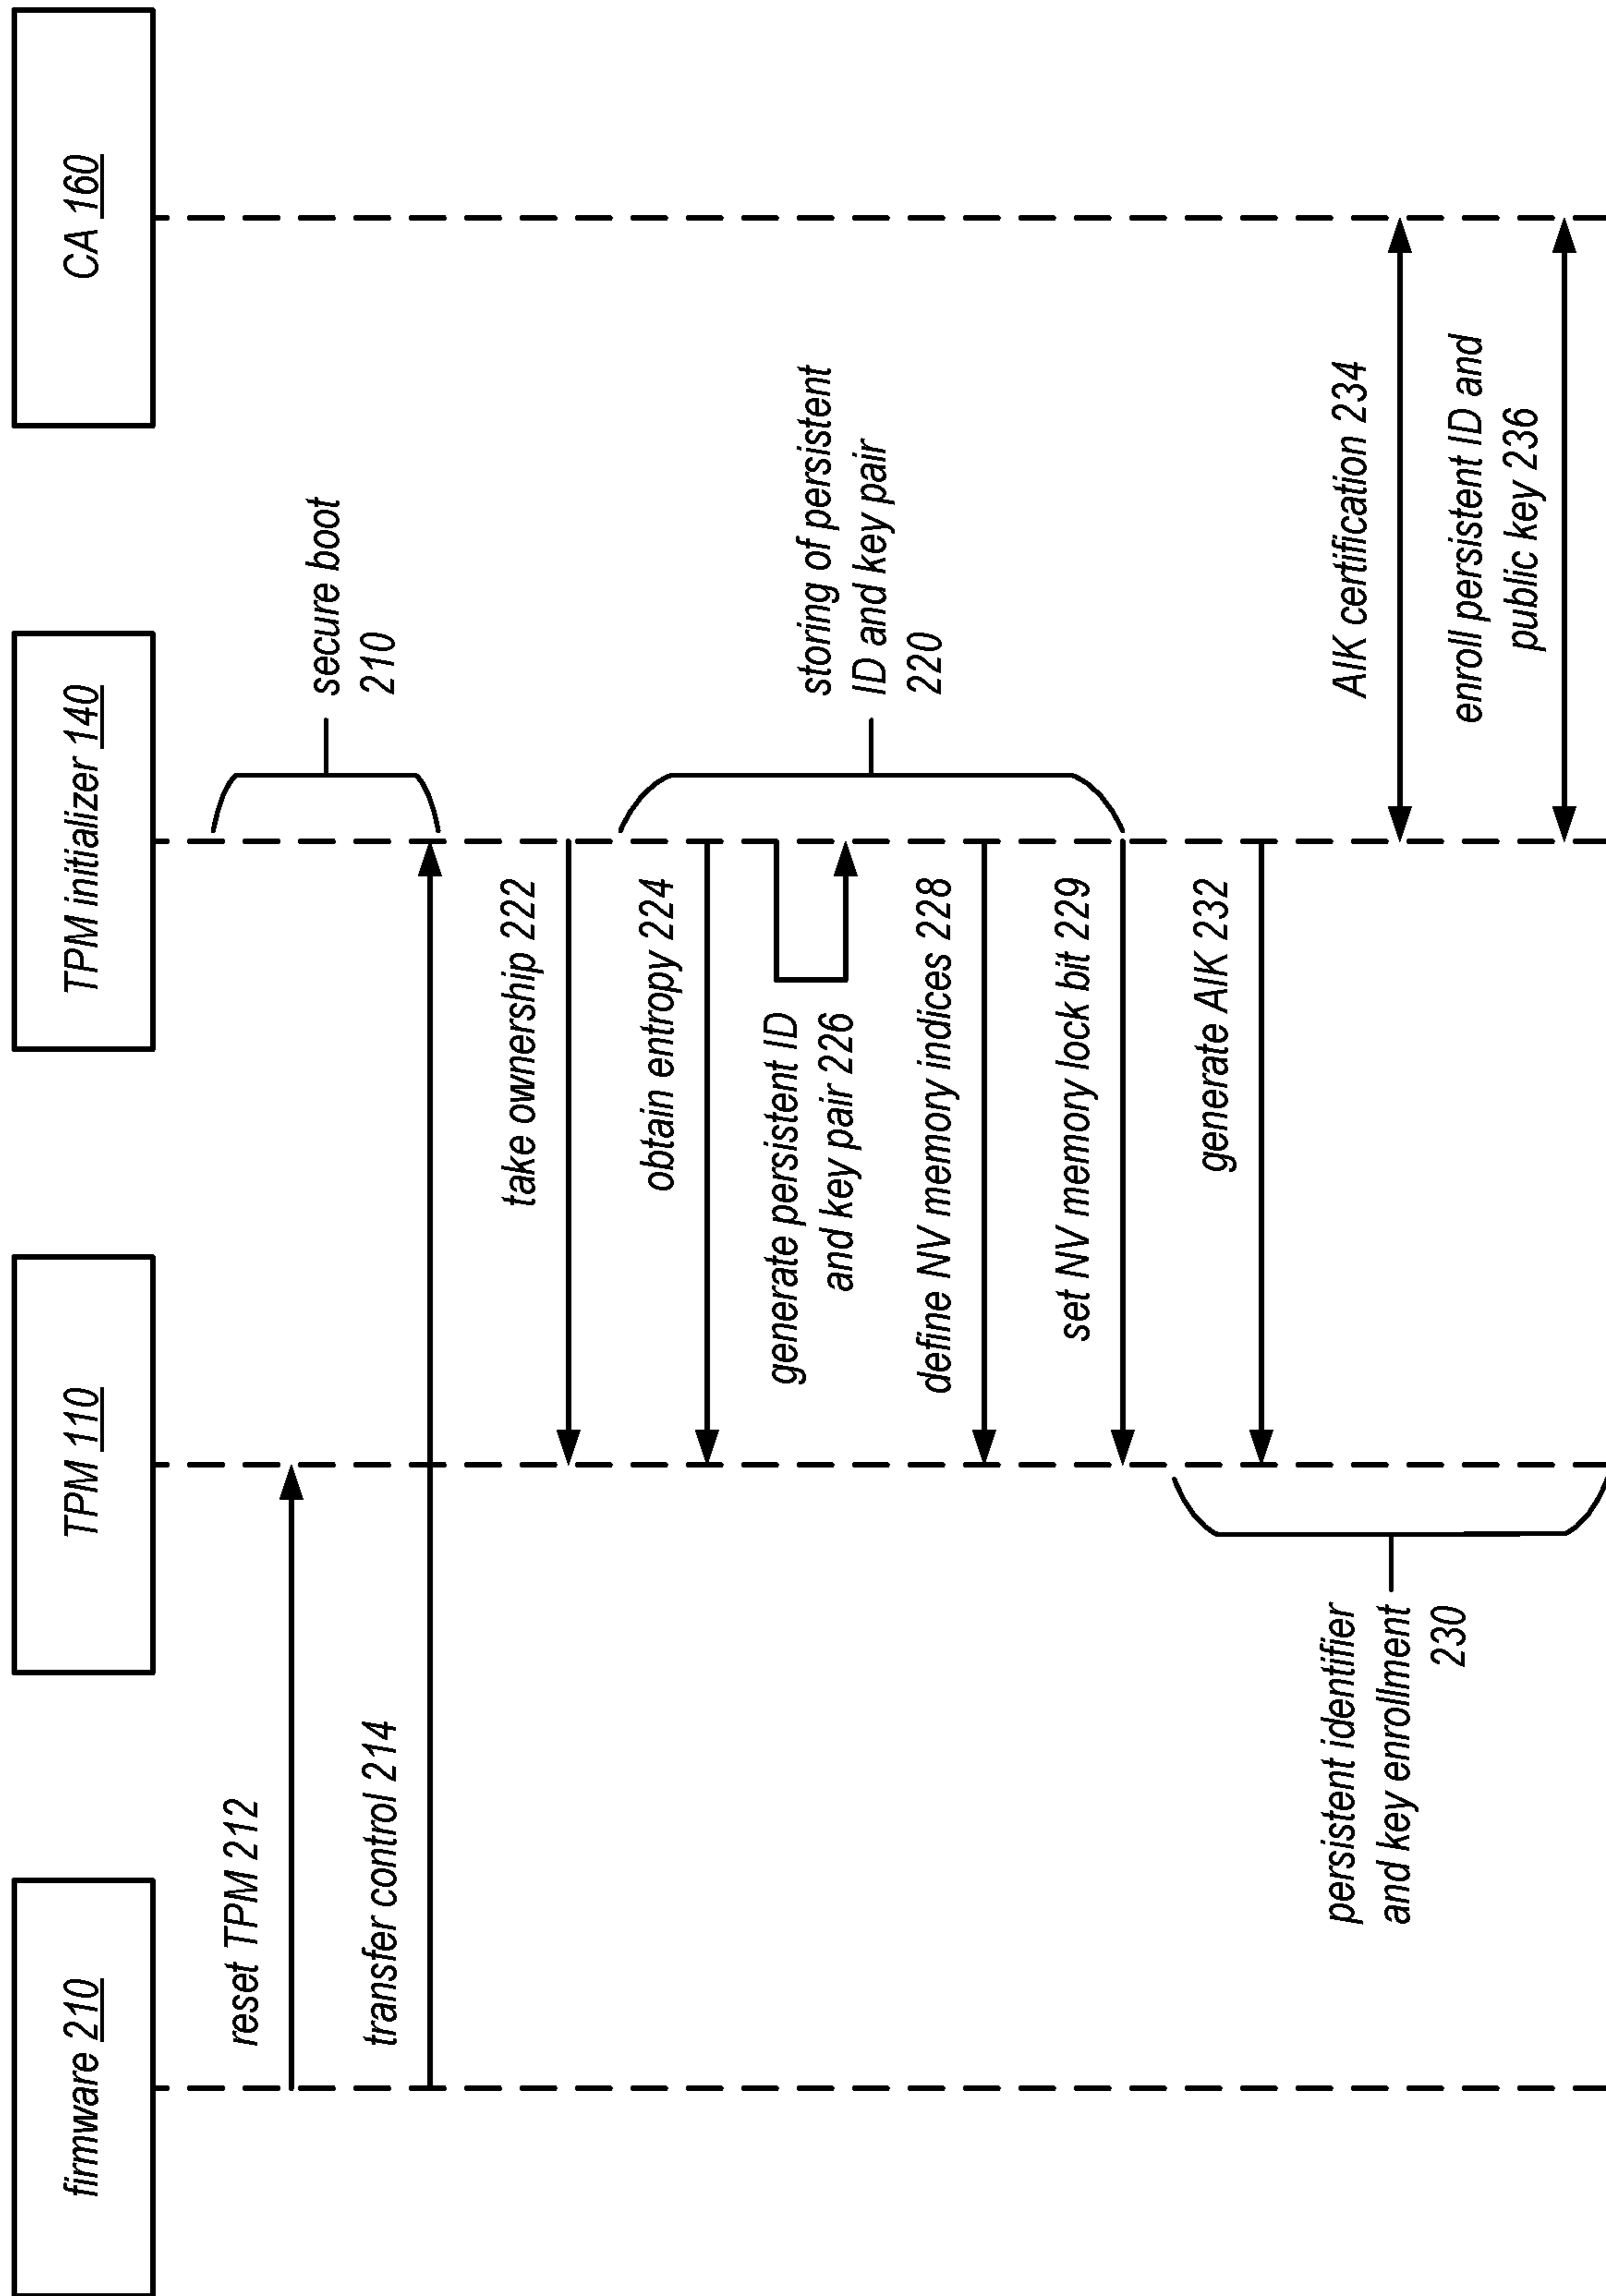 firmware 210
TPM 110
TPM initializer 140
CA 160
reset TPM 212
secure boot
210
transfer control 214
take ownership 222
obtain entropy 224
generate persistent ID
and key pair 226
storing of persistent
ID and key pair
220
define NV memory indices 228
set NV memory lock bit 229
generate AIK 232
persistent identifier
and key enrollment
230
AIK certification 234
enroll persistent ID and
public key 236